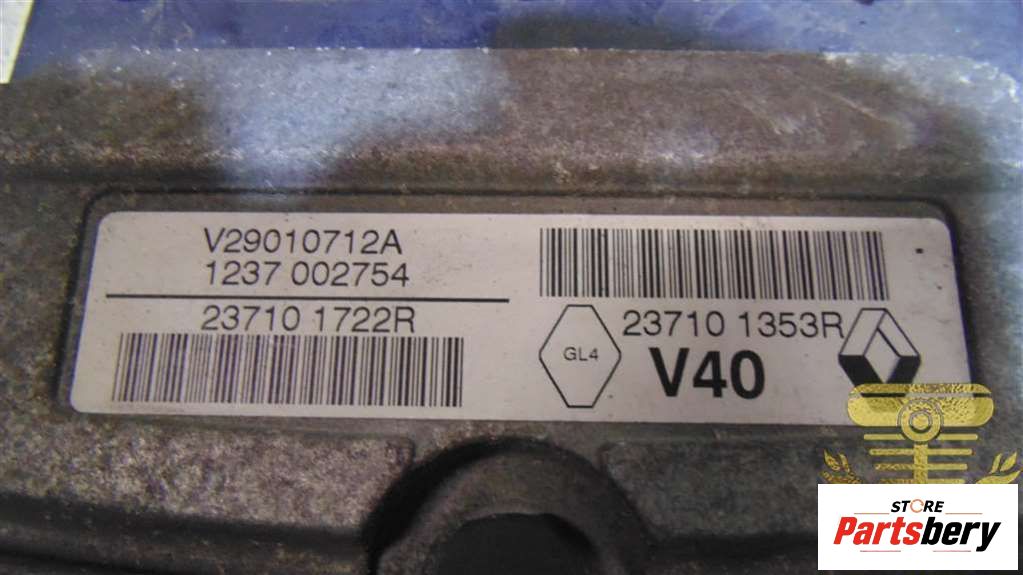 V29010712A
1237 002754
23710 1722R
23710 1353R
GL4
V40
STORE
Partsbery